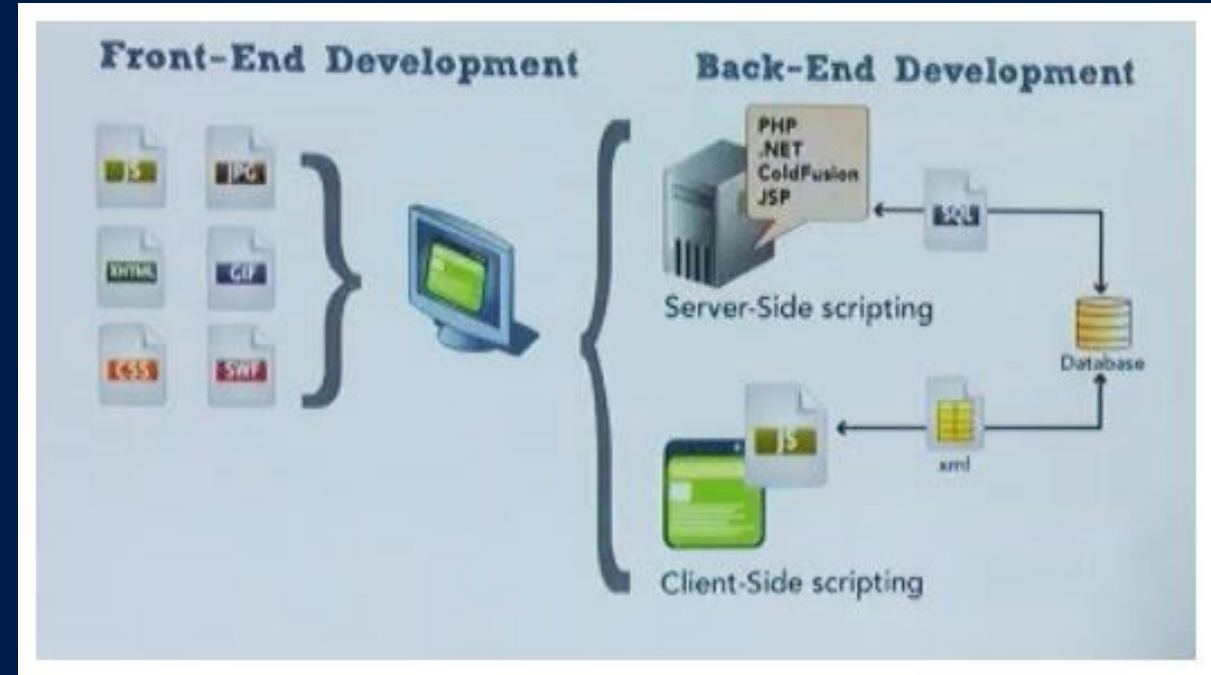 Front-End Development
JS
JPG
XHTML
GIF
CSS
SWF
Back-End Development
PHP
.NET
ColdFusion
JSP
SQL
Server-Side scripting
Database
JS
xml
Client-Side scripting